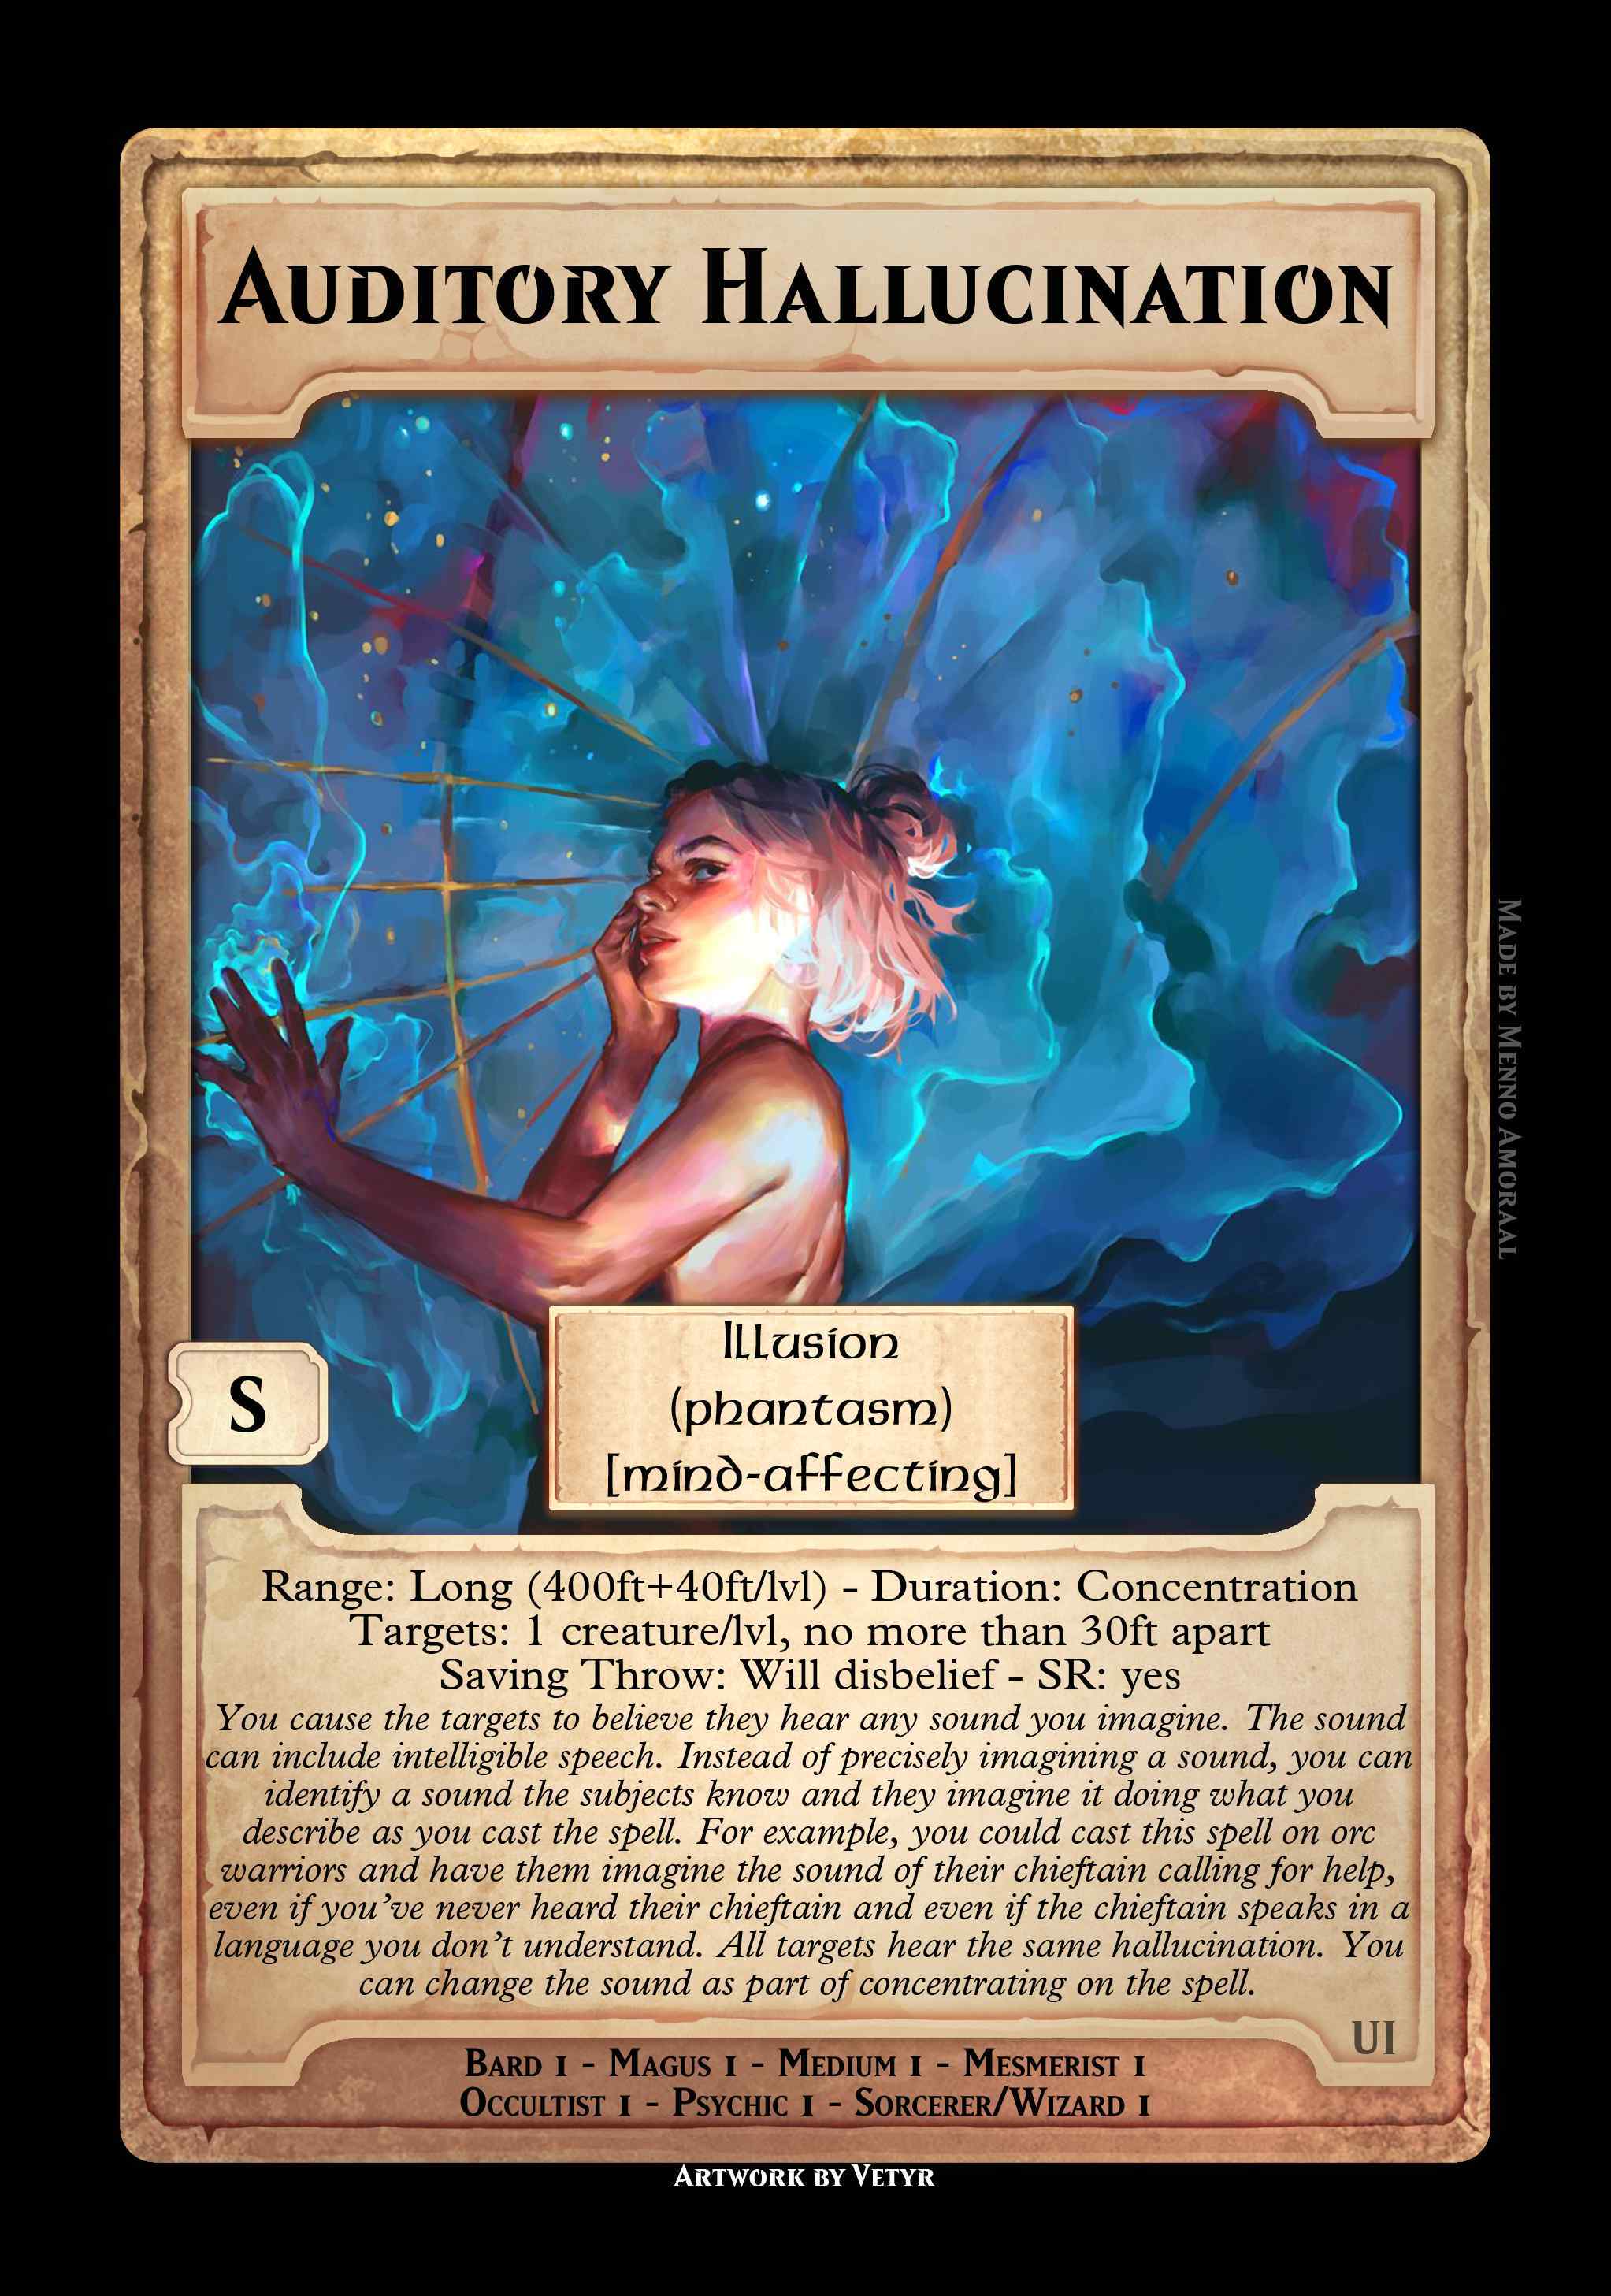 Auditory Hallucination
Made by Menno Amoraal
S
Illusion
(phantasm)
[mind-affecting]
Range: Long (400ft+40ft/lvl) - Duration: Concentration
Targets: 1 creature/lvl, no more than 30ft apart
Saving Throw: Will disbelief - SR: yes
You cause the targets to believe they hear any sound you imagine. The sound
can include intelligible speech. Instead of precisely imagining a sound, you can
identify a sound the subjects know and they imagine it doing what you
describe as you cast the spell. For example, you could cast this spell on orc
warriors and have them imagine the sound of their chieftain calling for help,
even if you've never heard their chieftain and even if the chieftain speaks in a
language you don't understand. All targets hear the same hallucination. You
can change the sound as part of concentrating on the spell.
UI
Bard 1 - Magus 1 - Medium 1 - Mesmerist 1
Occultist 1 - Psychic 1 - Sorcerer/Wizard 1
Artwork by Vetyr